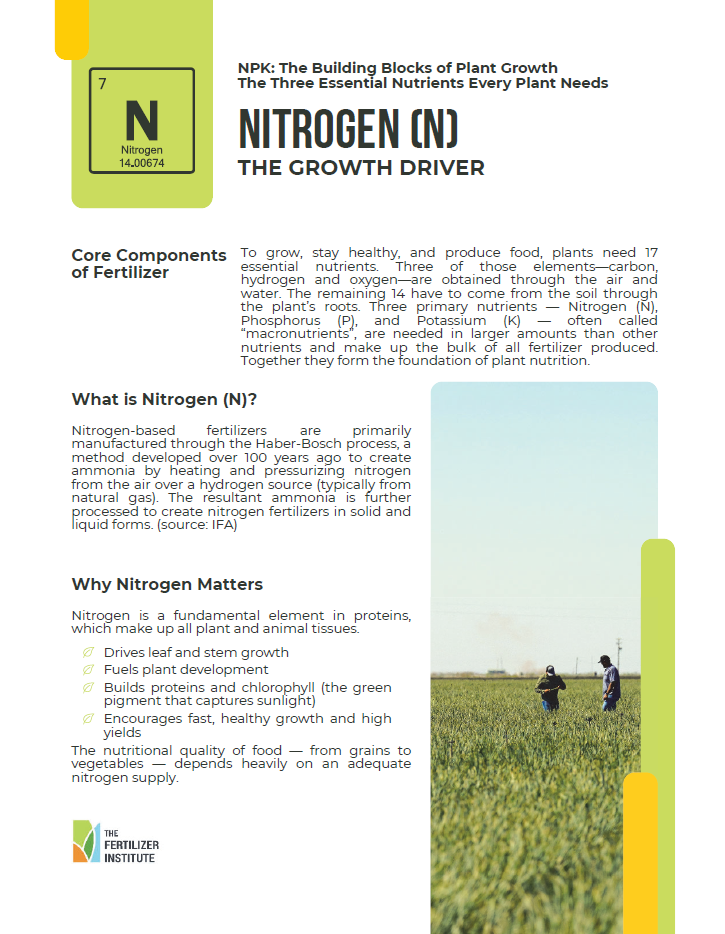 NPK: The Building Blocks of Plant Growth
The Three Essential Nutrients Every Plant Needs
7
N
Nitrogen
14.00674
NITROGEN (N)
THE GROWTH DRIVER
Core Components
of Fertilizer
To grow, stay healthy, and produce food, plants need 17
essential nutrients. Three of those elements—carbon,
hydrogen and oxygen—are obtained through the air and
water. The remaining 14 have to come from the soil through
the plant's roots. Three primary nutrients — Nitrogen (N),
Phosphorus (P), and Potassium (K) — often called
“macronutrients”, are needed in larger amounts than other
nutrients and make up the bulk of all fertilizer produced.
Together they form the foundation of plant nutrition.
What is Nitrogen (N)?
Nitrogen-based fertilizers are primarily
manufactured through the Haber-Bosch process, a
method developed over 100 years ago to create
ammonia by heating and pressurizing nitrogen
from the air over a hydrogen source (typically from
natural gas). The resultant ammonia is further
processed to create nitrogen fertilizers in solid and
liquid forms. (source: IFA)
Why Nitrogen Matters
Nitrogen is a fundamental element in proteins,
which make up all plant and animal tissues.
Drives leaf and stem growth
Fuels plant development
Builds proteins and chlorophyll (the green
pigment that captures sunlight)
Encourages fast, healthy growth and high
yields
The nutritional quality of food — from grains to
vegetables — depends heavily on an adequate
nitrogen supply.
THE
FERTILIZER
INSTITUTE